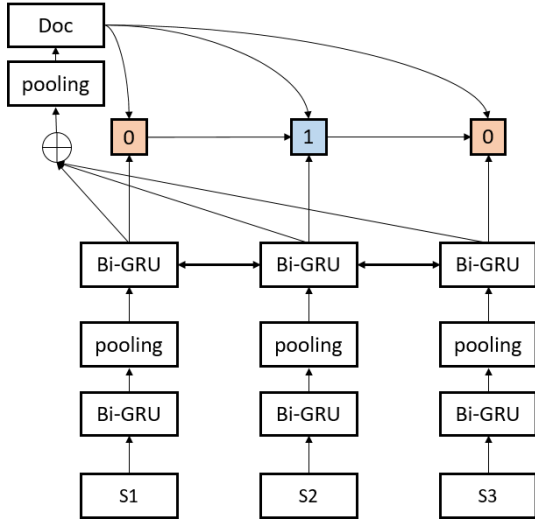 Doc
pooling
0 1 0
Bi-GRU Bi-GRU Bi-GRU
pooling pooling pooling
Bi-GRU Bi-GRU Bi-GRU
S1 S2 S3